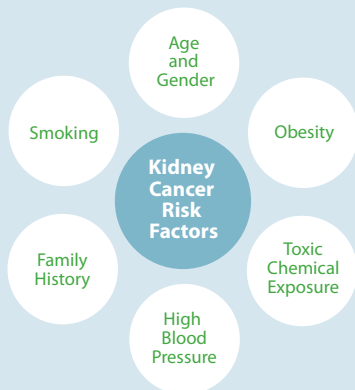 Age
and
Gender
Smoking
Obesity
Kidney
Cancer
Risk
Factors
Family
History
Toxic
Chemical
Exposure
High
Blood
Pressure